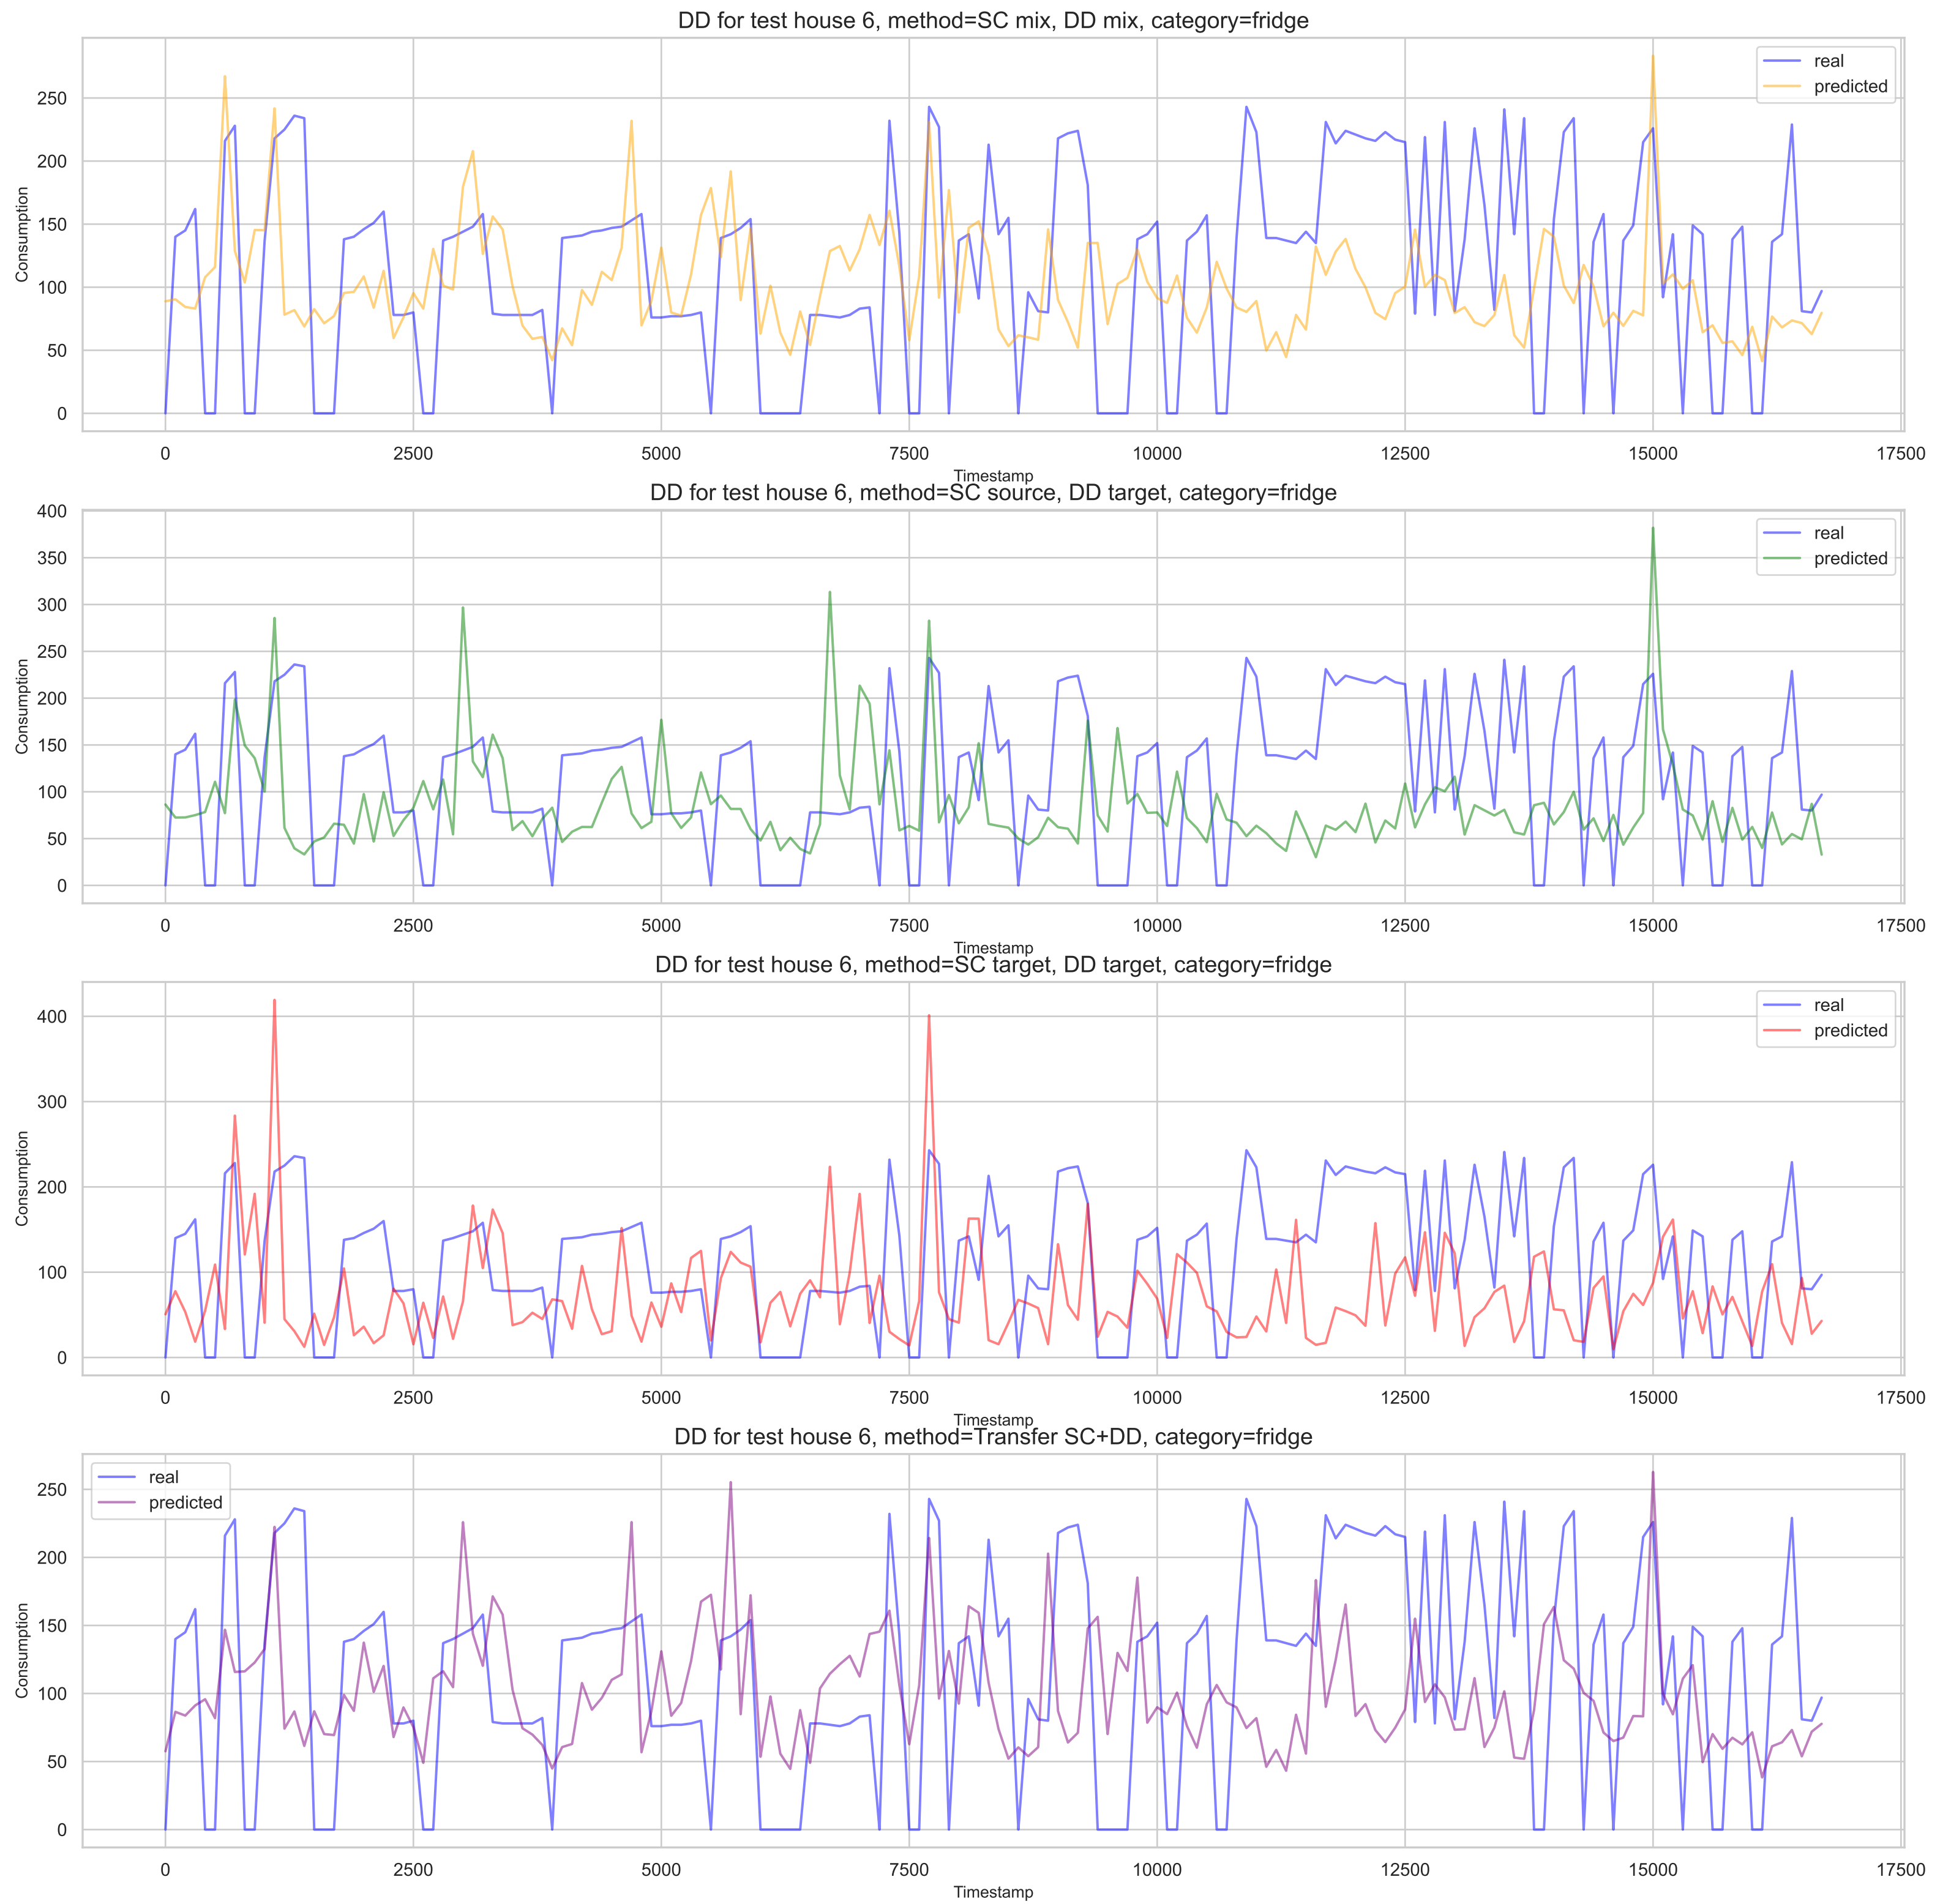 DD for test house 6, method=SC mix, DD mix, category=fridge
real
predicted
Consumption
250
200
150
100
50
0
0 2500 5000 7500 10000 12500 15000 17500
Timestamp
DD for test house 6, method=SC source, DD target, category=fridge
real
predicted
Consumption
400
350
300
250
200
150
100
50
0
0 2500 5000 7500 10000 12500 15000 17500
Timestamp
DD for test house 6, method=SC target, DD target, category=fridge
real
predicted
Consumption
400
300
200
100
0
0 2500 5000 7500 10000 12500 15000 17500
Timestamp
DD for test house 6, method=Transfer SC+DD, category=fridge
real
predicted
Consumption
250
200
150
100
50
0
0 2500 5000 7500 10000 12500 15000 17500
Timestamp